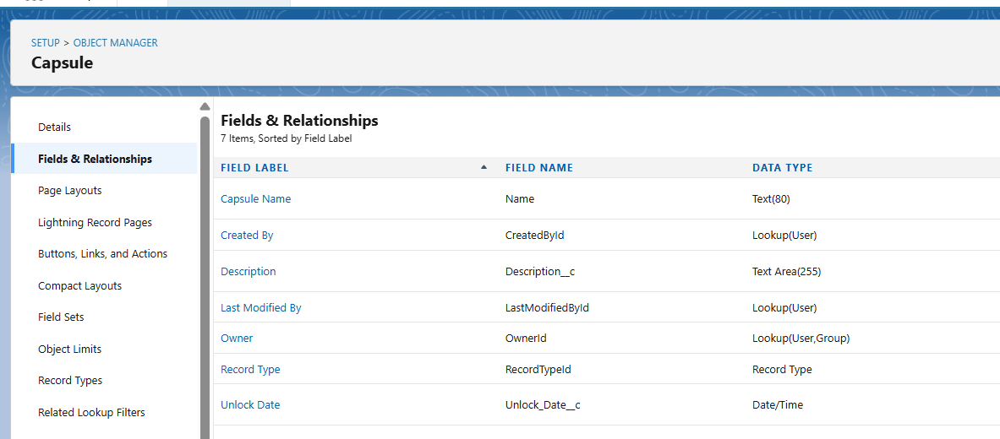 SETUP > OBJECT MANAGER
Capsule
Details
Fields & Relationships
Page Layouts
Lightning Record Pages
Buttons, Links, and Actions
Compact Layouts
Field Sets
Object Limits
Record Types
Related Lookup Filters
Fields & Relationships
7 Items, Sorted by Field Label
FIELD LABEL FIELD NAME DATA TYPE
Capsule Name Name Text(80)
Created By CreatedById Lookup(User)
Description Description__c Text Area(255)
Last Modified By LastModifiedById Lookup(User)
Owner OwnerId Lookup(User,Group)
Record Type RecordTypeId Record Type
Unlock Date Unlock_Date__c Date/Time